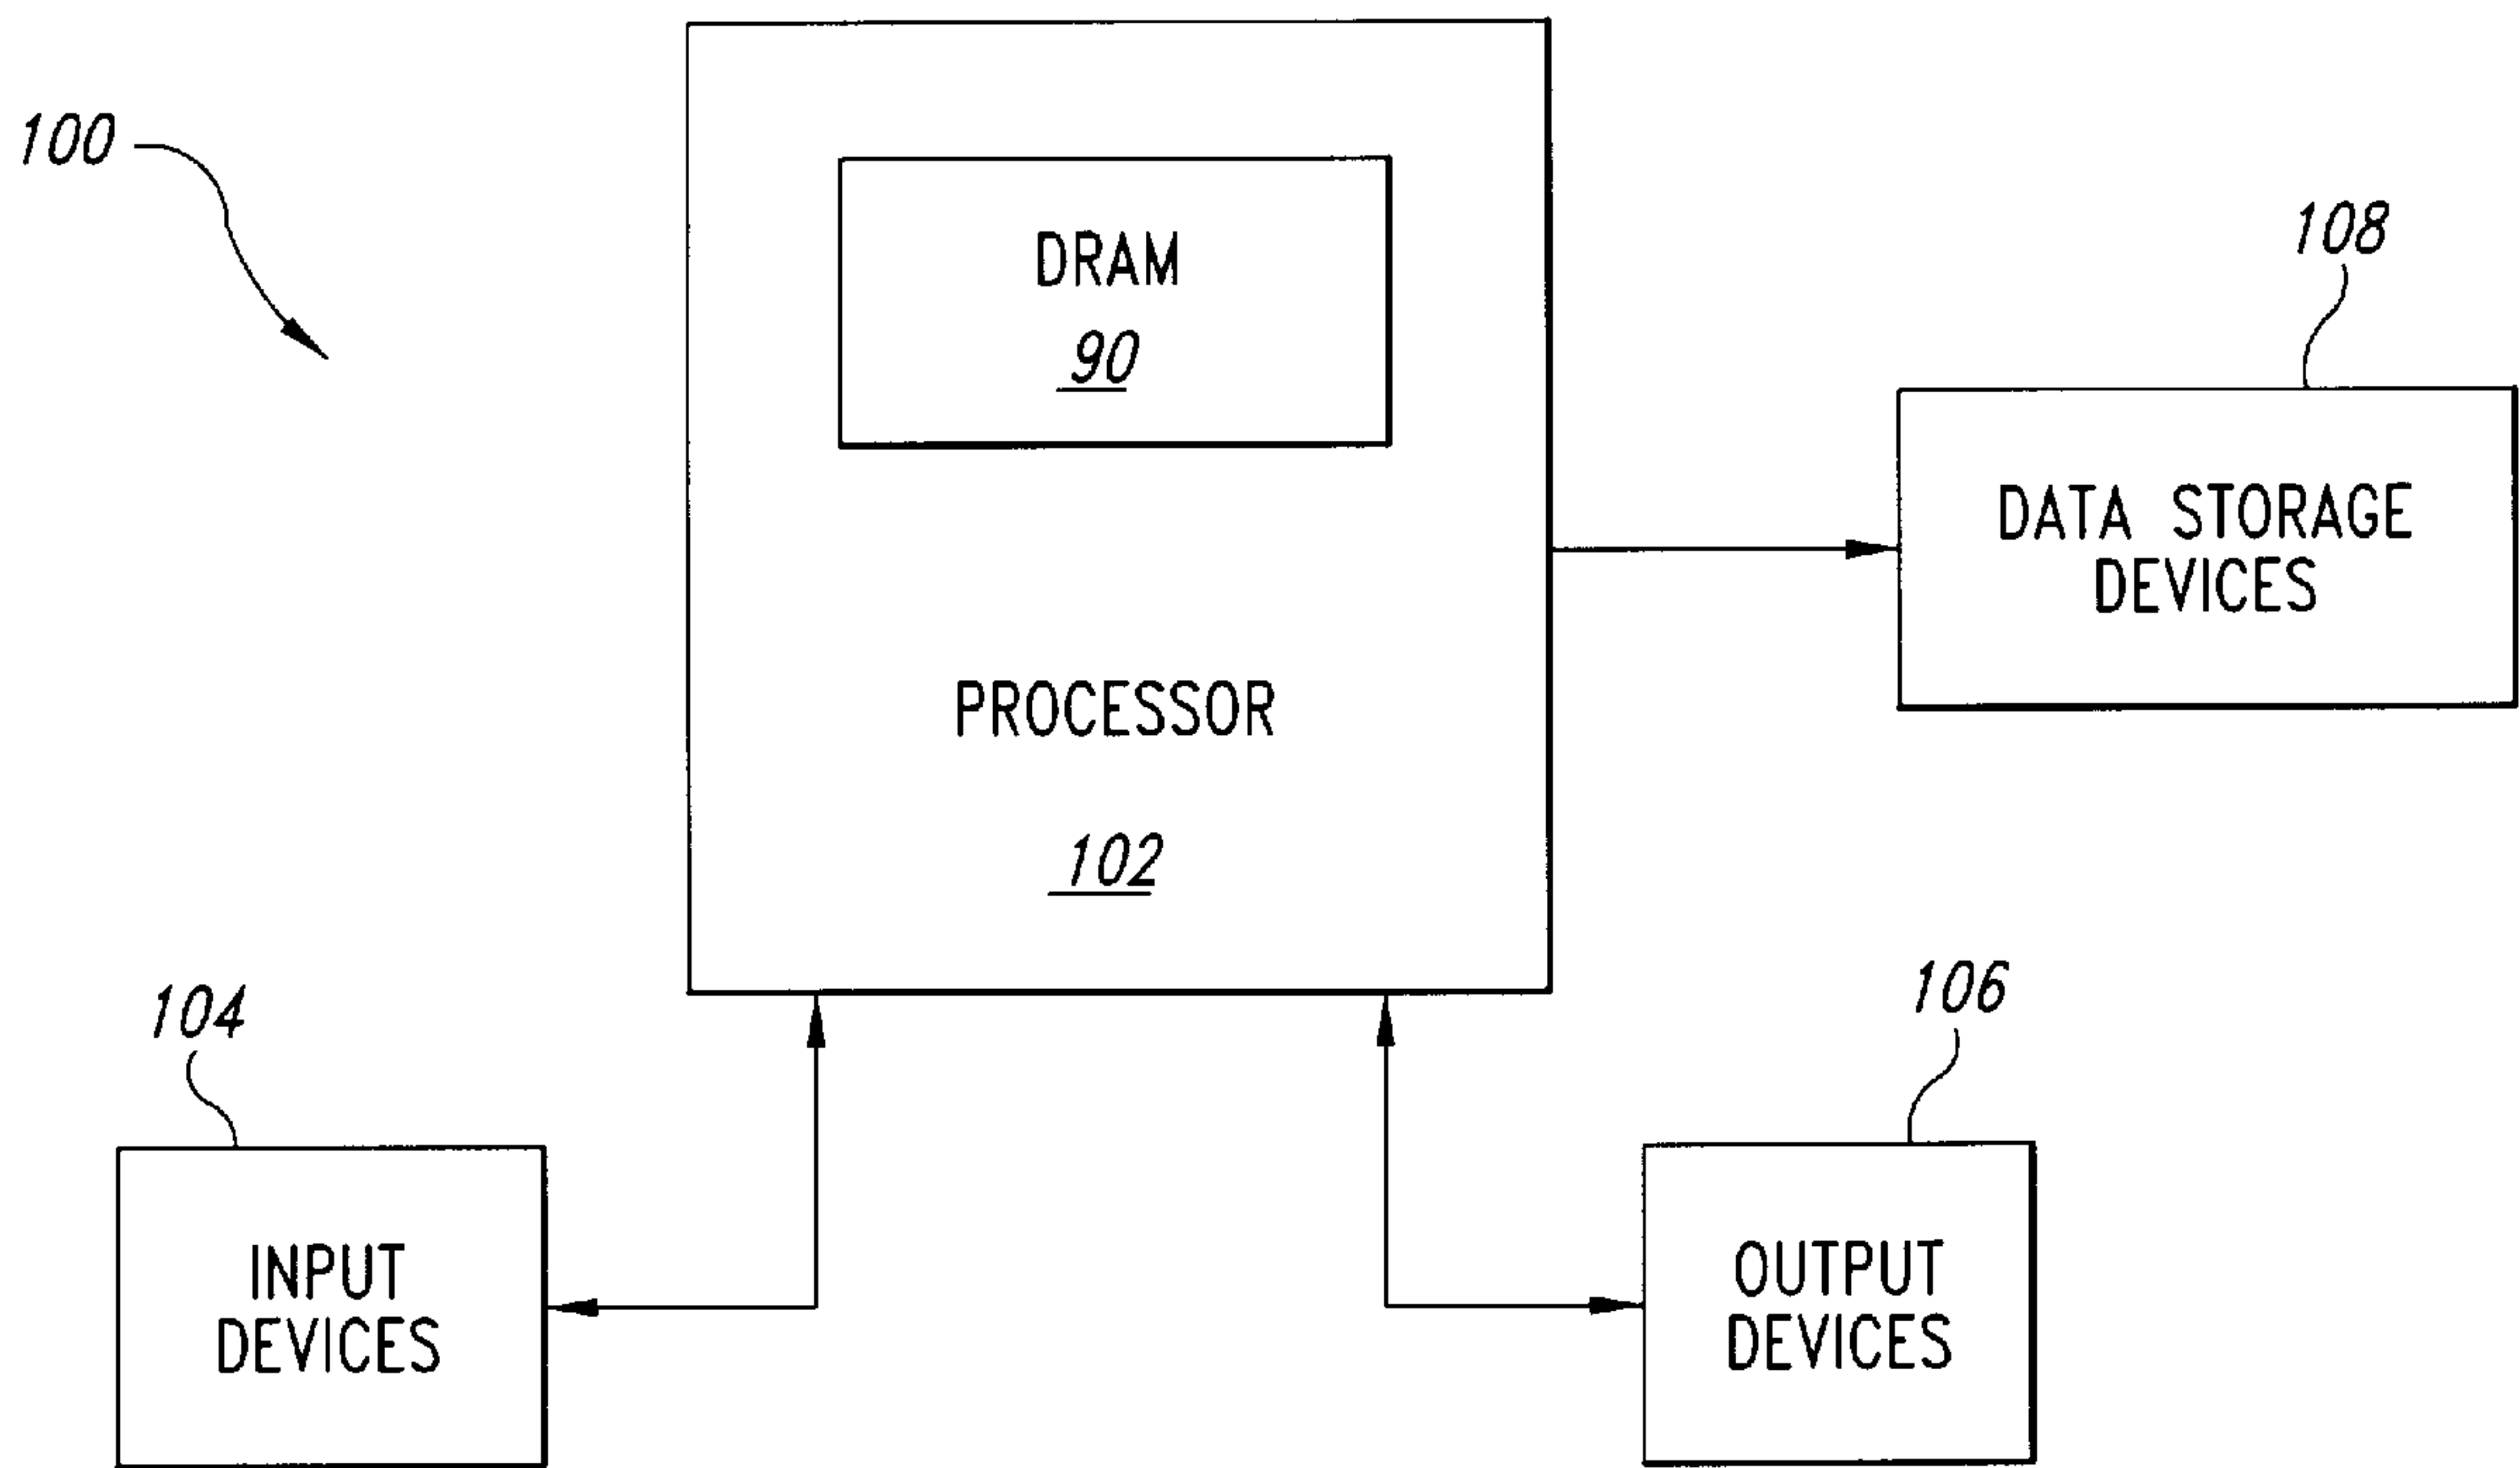 100
DRAM
90
108
DATA STORAGE
DEVICES
PROCESSOR
102
104
106
INPUT
DEVICES
OUTPUT
DEVICES